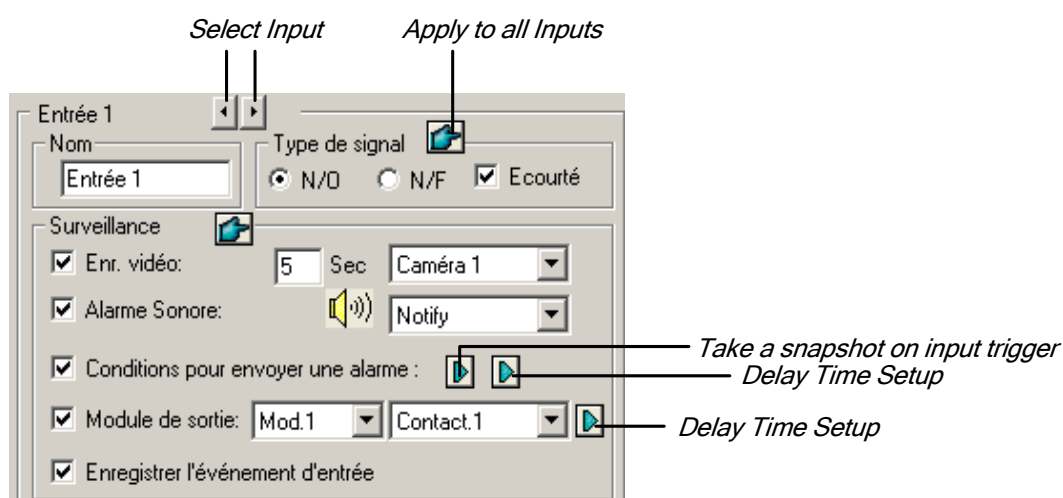 Select Input Apply to all Inputs
Entrée 1
Nom Type de signal
Entrée 1 N/O N/F Ecourté
Surveillance
Enr. vidéo: 5 Sec Caméra 1
Alarme Sonore: Notify
Take a snapshot on input trigger
Conditions pour envoyer une alarme : Delay Time Setup
Module de sortie: Mod.1 Contact.1 Delay Time Setup
Enregistrer l'événement d'entrée